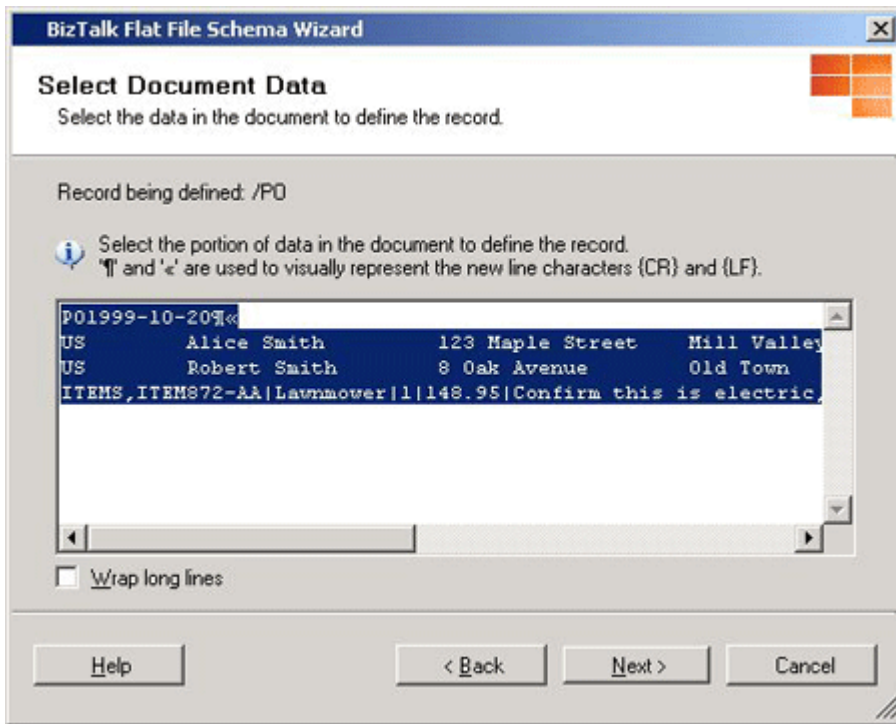 BizTalk Flat File Schema Wizard
Select Document Data
Select the data in the document to define the record.
Record being defined: /PO
Select the portion of data in the document to define the record.
'¶' and '«' are used to visually represent the new line characters {CR} and {LF}.
PO1999-10-20¶«
US        Alice Smith         123 Maple Street    Mill Valley
US        Robert Smith        8 Oak Avenue        Old Town
ITEMS,ITEM872-AA|Lawnmower|1|148.95|Confirm this is electric,
Wrap long lines
Help < Back Next > Cancel